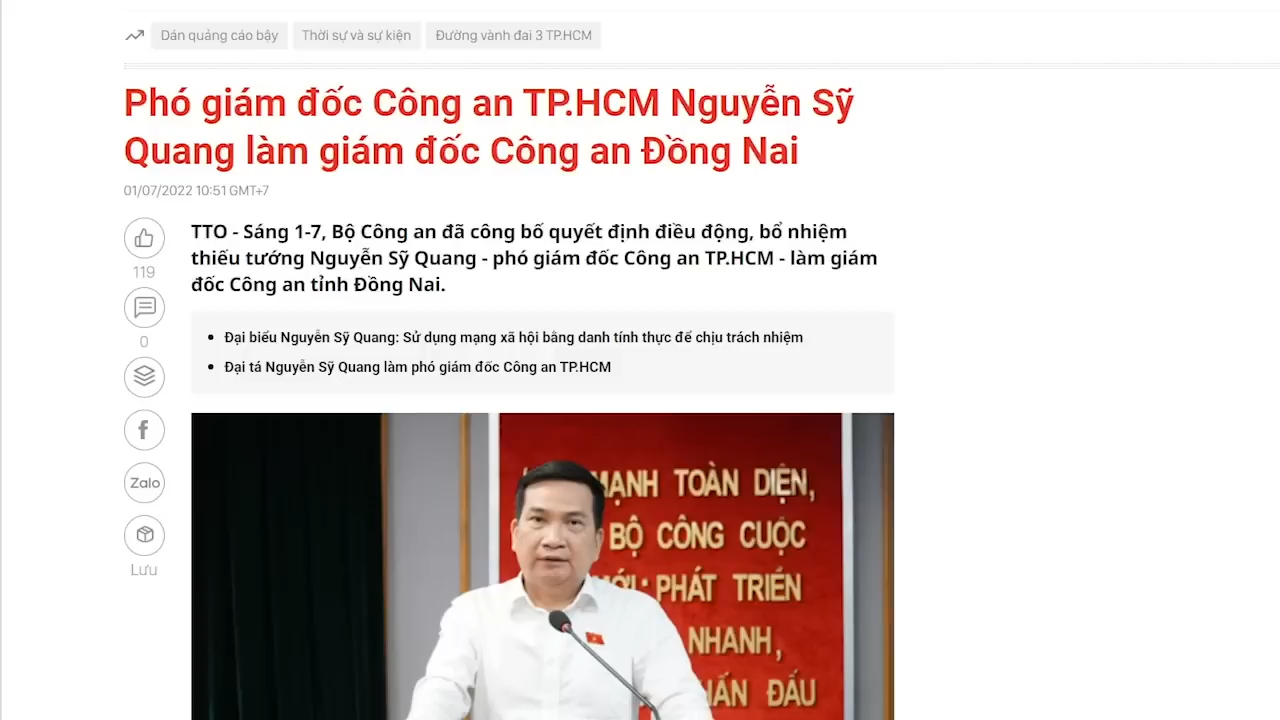 Dán quảng cáo bậy
Thời sự và sự kiện
Đường vành đai 3 TP.HCM
Phó giám đốc Công an TP.HCM Nguyễn Sỹ
Quang làm giám đốc Công an Đồng Nai
01/07/2022 10:51 GMT+7
TTO - Sáng 1-7, Bộ Công an đã công bố quyết định điều động, bổ nhiệm
thiếu tướng Nguyễn Sỹ Quang - phó giám đốc Công an TP.HCM - làm giám
đốc Công an tỉnh Đồng Nai.
119
0
f
Zalo
Lưu
Đại biểu Nguyễn Sỹ Quang: Sử dụng mạng xã hội bằng danh tính thực để chịu trách nhiệm
Đại tá Nguyễn Sỹ Quang làm phó giám đốc Công an TP.HCM
TOÀN DIỆN,
BỘ CÔNG CUỘC
PHÁT TRIỂN
NHANH,
ĐẤU